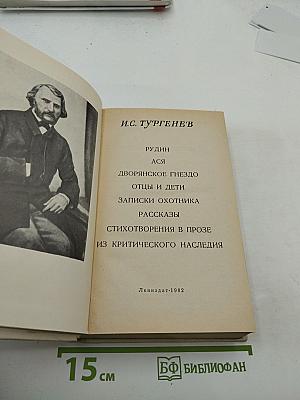 И.С. ТУРГЕНЕВ
РУДИН
АСЯ
ДВОРЯНСКОЕ ГНЕЗДО
ОТЦЫ И ДЕТИ
ЗАПИСКИ ОХОТНИКА
РАССКАЗЫ
СТИХОТВОРЕНИЯ В ПРОЗЕ
ИЗ КРИТИЧЕСКОГО НАСЛЕДИЯ
Лениздат·1982
15 см
БФ БИБЛИОФАН